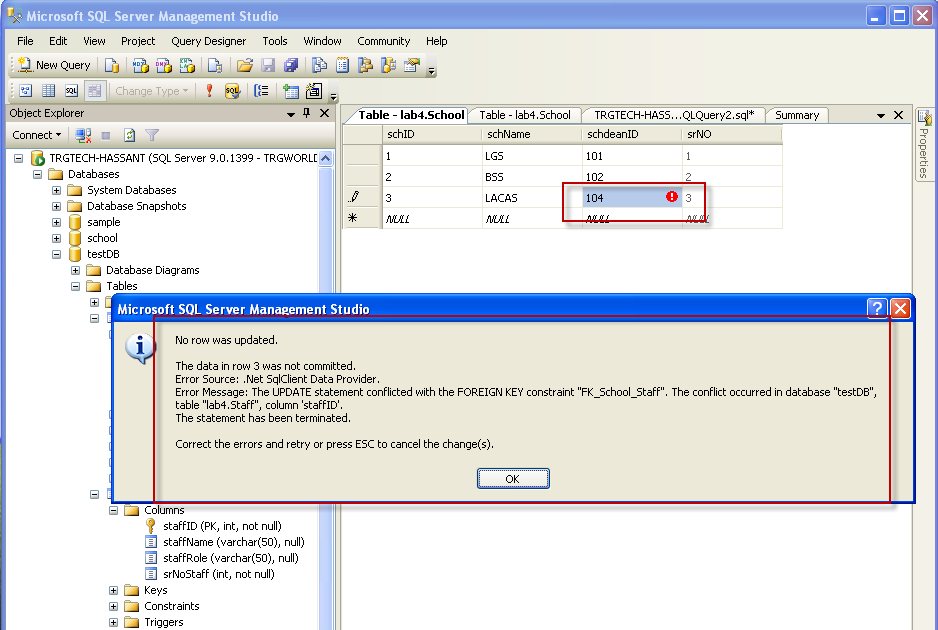 Microsoft SQL Server Management Studio
File Edit View Project Query Designer Tools Window Community Help
New Query
MDX DMX XMLA
SQL Change Type SQL
Object Explorer
Connect
TRGTECH-HASSANT (SQL Server 9.0.1399 - TRGWORLD
Databases
System Databases
Database Snapshots
sample
school
testDB
Database Diagrams
Tables
Table - lab4.School Table - lab4.School TRGTECH-HASS...QLQuery2.sql* Summary
schID schName schdeanID srNO
1 LGS 101 1
2 BSS 102 2
3 LACAS 104 3
NULL NULL NULL NULL
Properties
Microsoft SQL Server Management Studio
No row was updated.
The data in row 3 was not committed.
Error Source: .Net SqlClient Data Provider.
Error Message: The UPDATE statement conflicted with the FOREIGN KEY constraint "FK_School_Staff". The conflict occurred in database "testDB",
table "lab4.Staff", column 'staffID'.
The statement has been terminated.
Correct the errors and retry or press ESC to cancel the change(s).
OK
Columns
staffID (PK, int, not null)
staffName (varchar(50), null)
staffRole (varchar(50), null)
srNoStaff (int, not null)
Keys
Constraints
Triggers